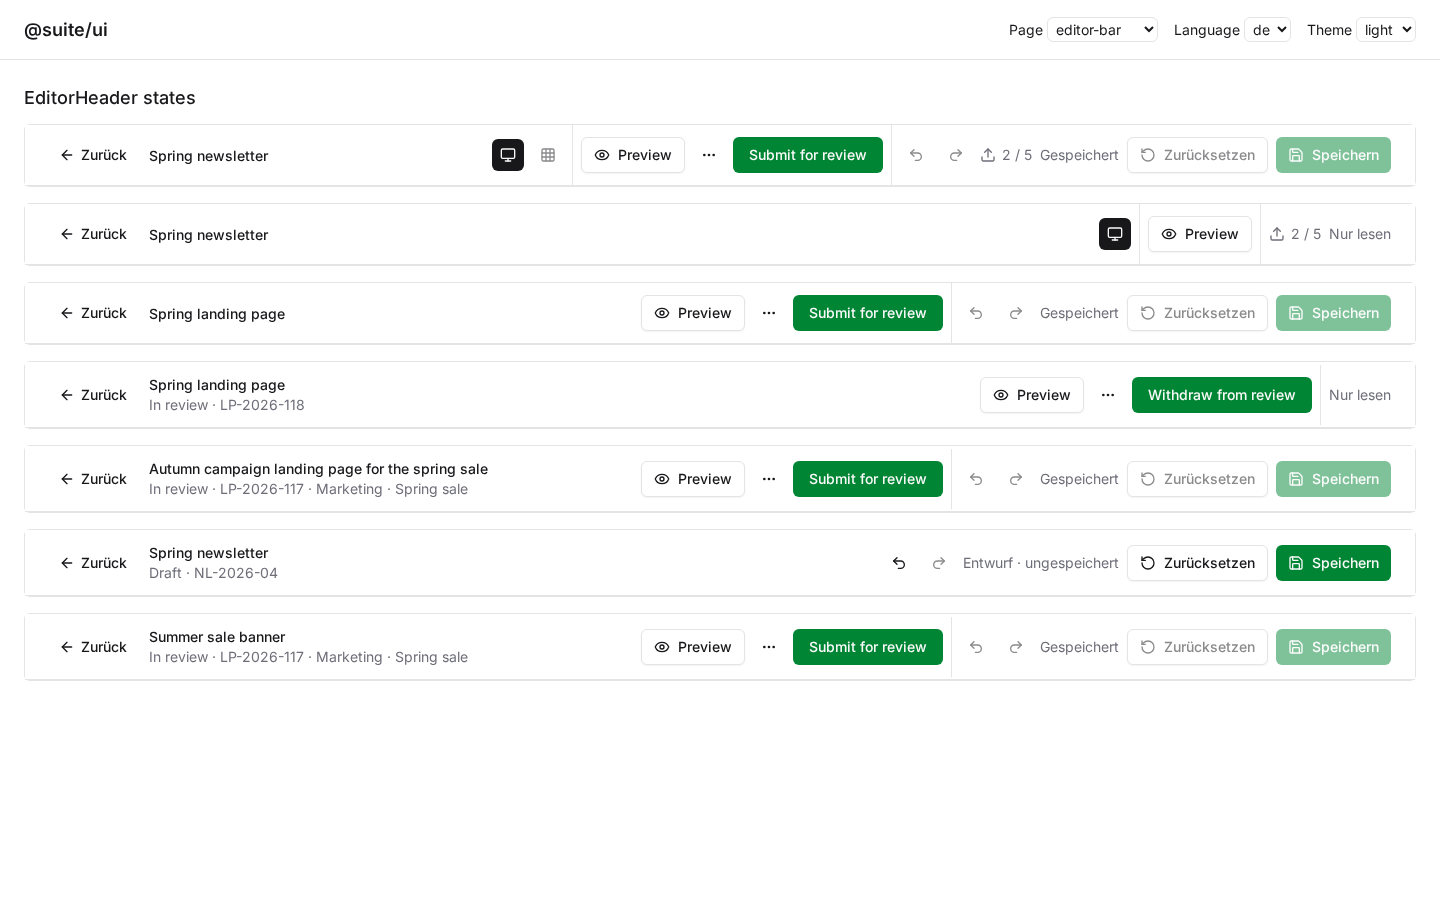 @suite/ui
Page editor-bar Language de Theme light
EditorHeader states
Zurück Spring newsletter Preview Submit for review 2 / 5 Gespeichert Zurücksetzen Speichern
Zurück Spring newsletter Preview 2 / 5 Nur lesen
Zurück Spring landing page Preview Submit for review Gespeichert Zurücksetzen Speichern
Zurück Spring landing page
In review · LP-2026-118
Preview Withdraw from review Nur lesen
Zurück Autumn campaign landing page for the spring sale
In review · LP-2026-117 · Marketing · Spring sale
Preview Submit for review Gespeichert Zurücksetzen Speichern
Zurück Spring newsletter
Draft · NL-2026-04
Entwurf · ungespeichert Zurücksetzen Speichern
Zurück Summer sale banner
In review · LP-2026-117 · Marketing · Spring sale
Preview Submit for review Gespeichert Zurücksetzen Speichern